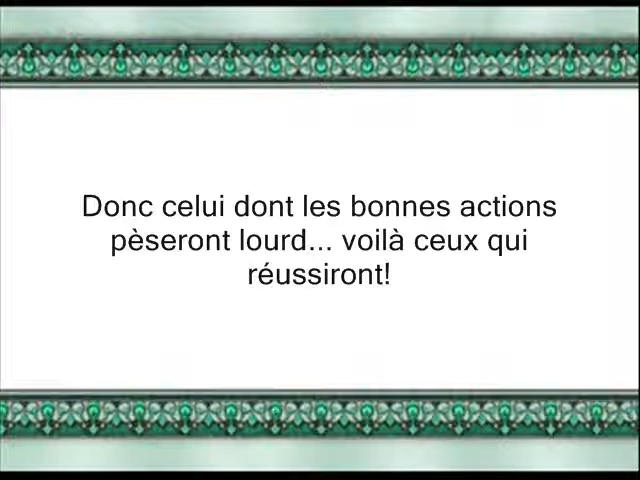 Donc celui dont les bonnes actions
pèseront lourd... voilà ceux qui
réussiront!